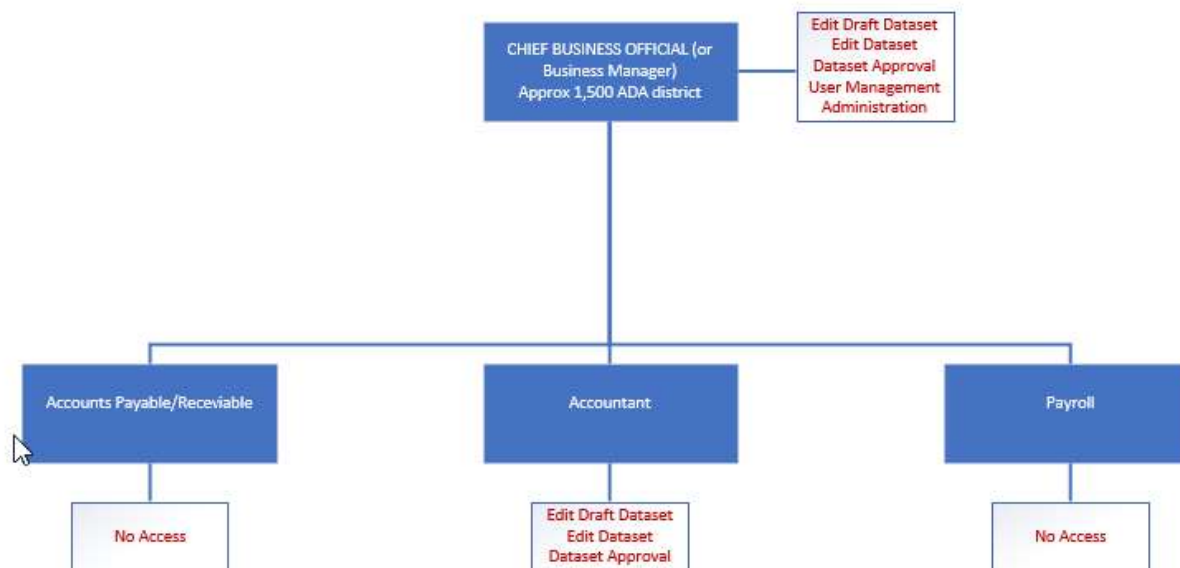 CHIEF BUSINESS OFFICIAL (or
Business Manager)
Approx 1,500 ADA district
Edit Draft Dataset
Edit Dataset
Dataset Approval
User Management
Administration
Accounts Payable/Receviable
Accountant
Payroll
No Access
Edit Draft Dataset
Edit Dataset
Dataset Approval
No Access